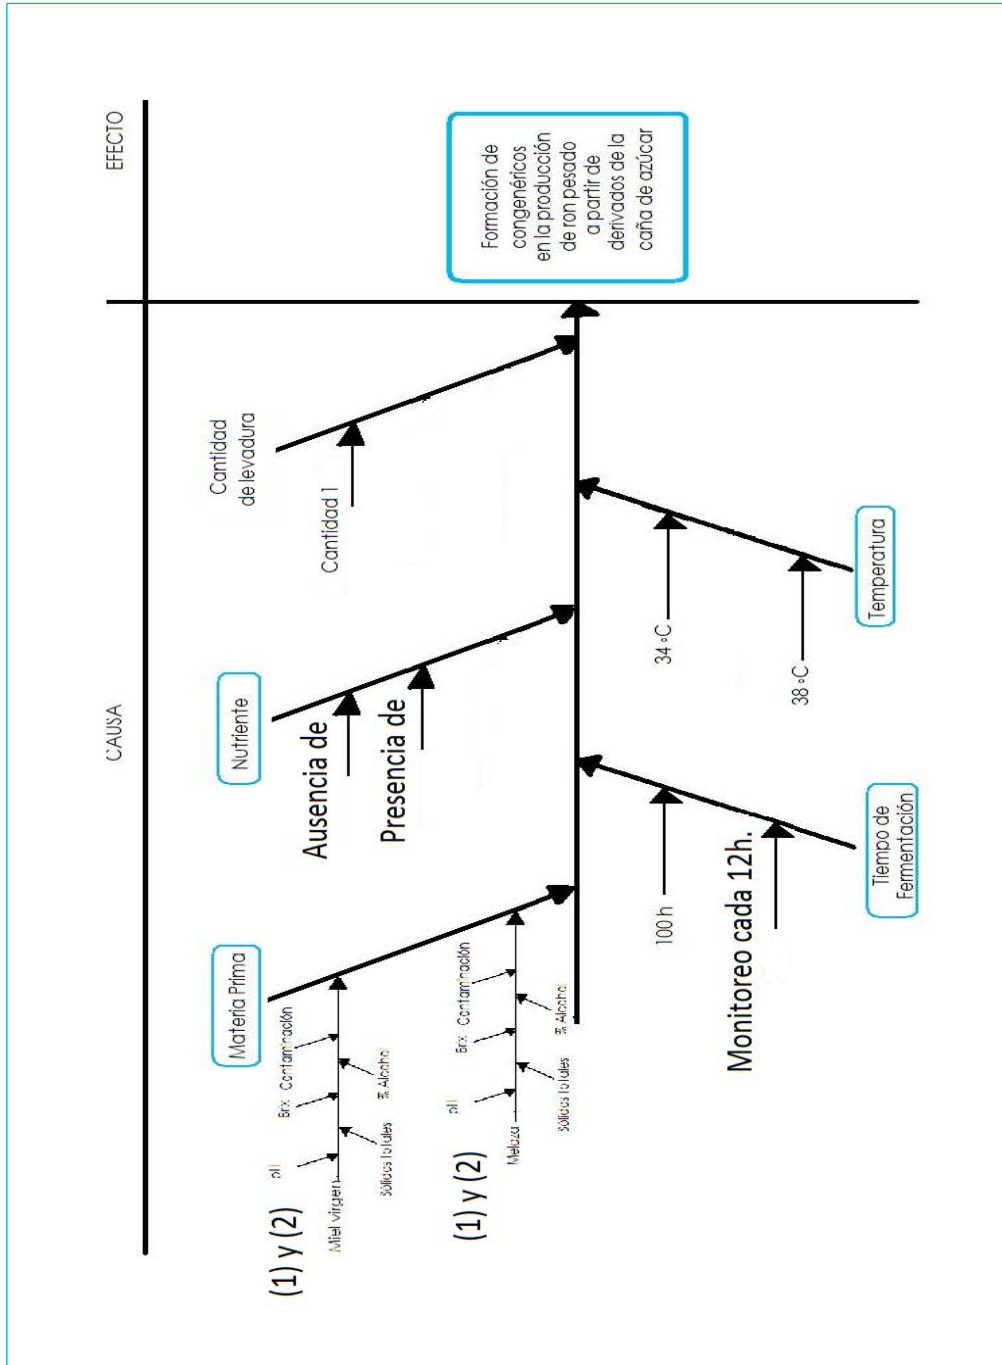 CAUSA
EFECTO
Materia Prima
Nutriente
Cantidad
de levadura
(1) y (2)
pH
Brix
Contaminación
Miel virgen
Sólidos totales
% Alcohol
(1) y (2)
pH
Brix
Contaminación
Melaza
Sólidos totales
% Alcohol
Ausencia de
Presencia de
Cantidad 1
Formación de
congenéricos
en la producción
de ron pesado
a partir de
derivados de la
caña de azúcar
100 h
Monitoreo cada 12h.
Tiempo de
Fermentación
34 °C
38 °C
Temperatura